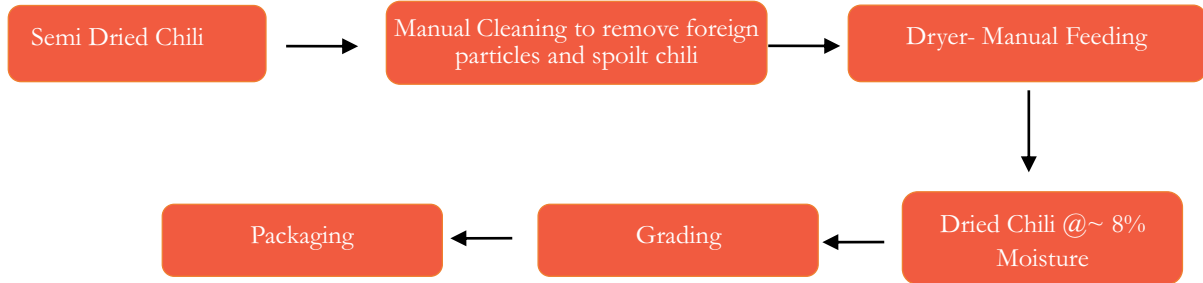 Semi Dried Chili
Manual Cleaning to remove foreign
particles and spoilt chili
Dryer- Manual Feeding
Dried Chili @~ 8%
Moisture
Grading
Packaging